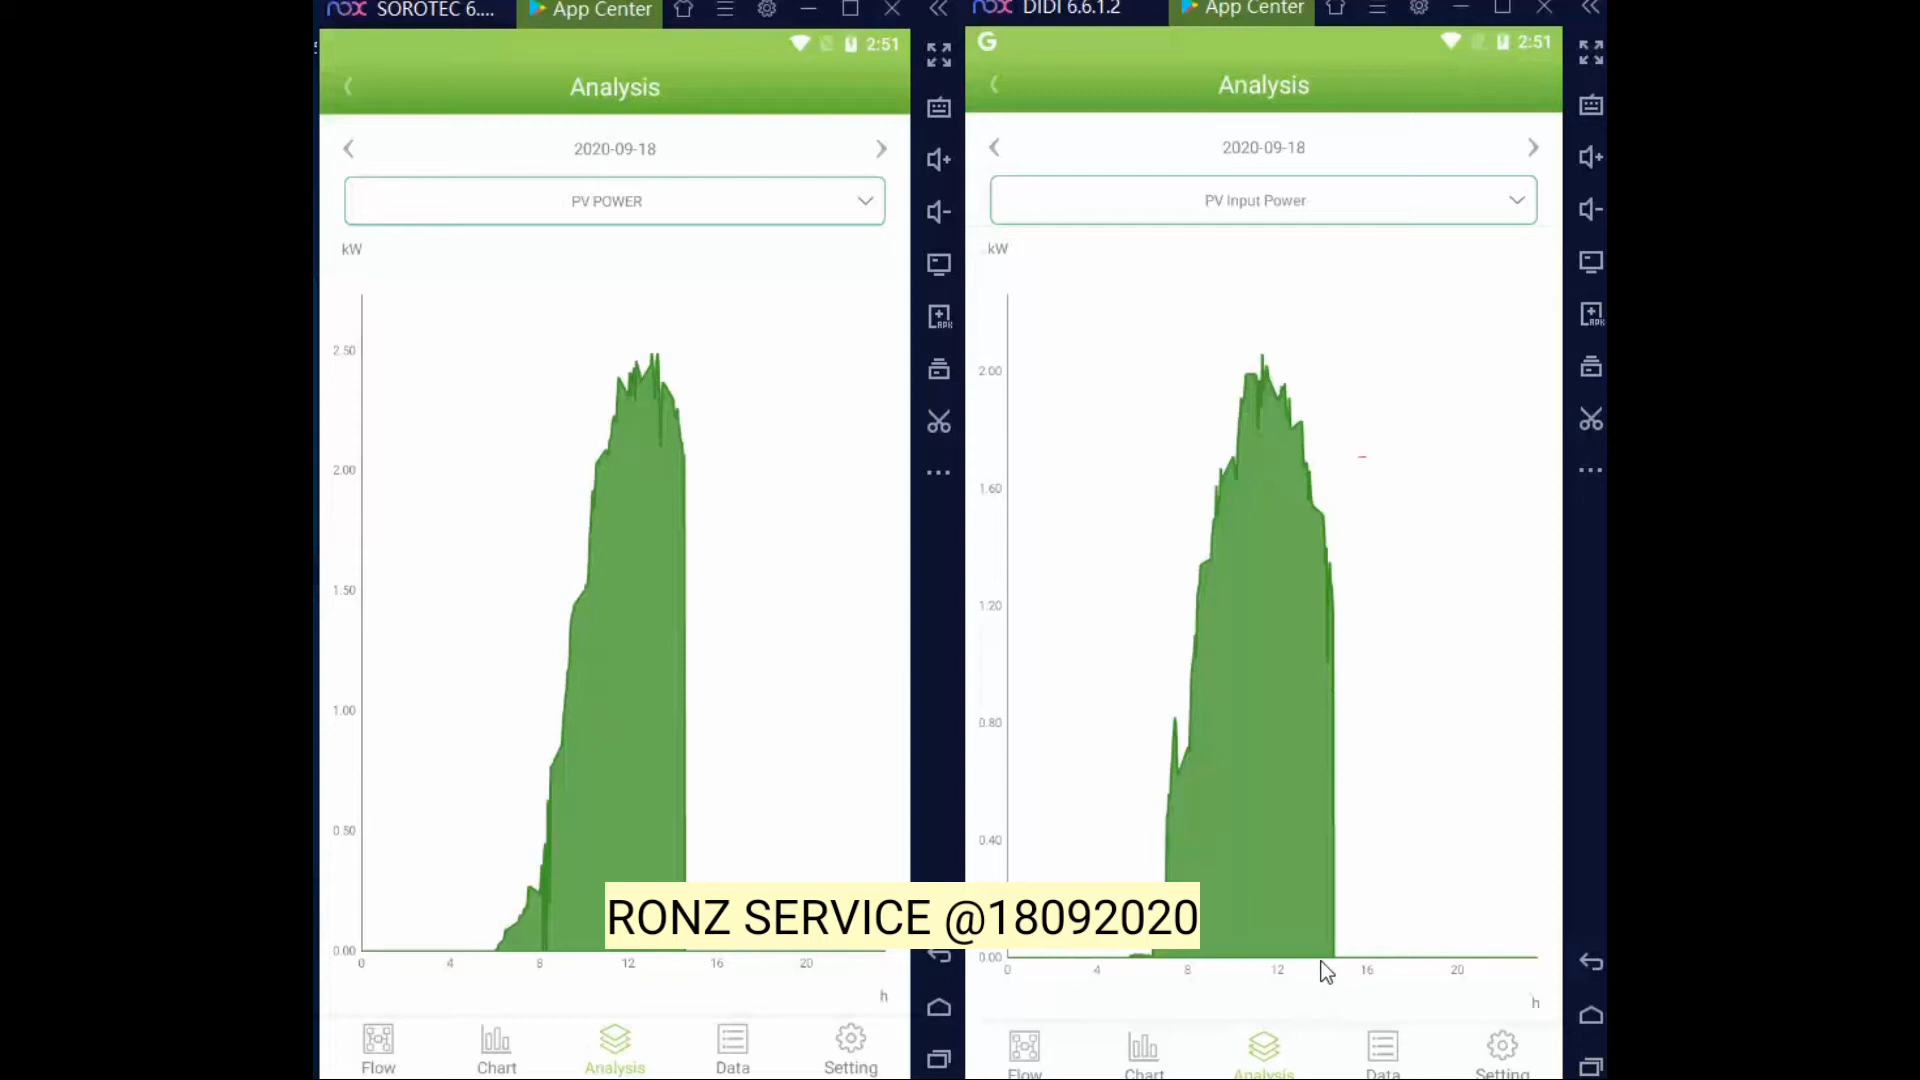 nox SOROTEC 6.... App Center
2:51
Analysis
2020-09-18
PV POWER
kW
2.50
2.00
1.50
1.00
0.50
0.00
0 4 8 12 16 20
h
Flow Chart Analysis Data Setting
nox DIDI 6.6.1.2 App Center
G 2:51
Analysis
2020-09-18
PV Input Power
kW
2.00
1.60
1.20
0.80
0.40
0.00
0 4 8 12 16 20
h
Flow Chart Analysis Data Setting
RONZ SERVICE @18092020